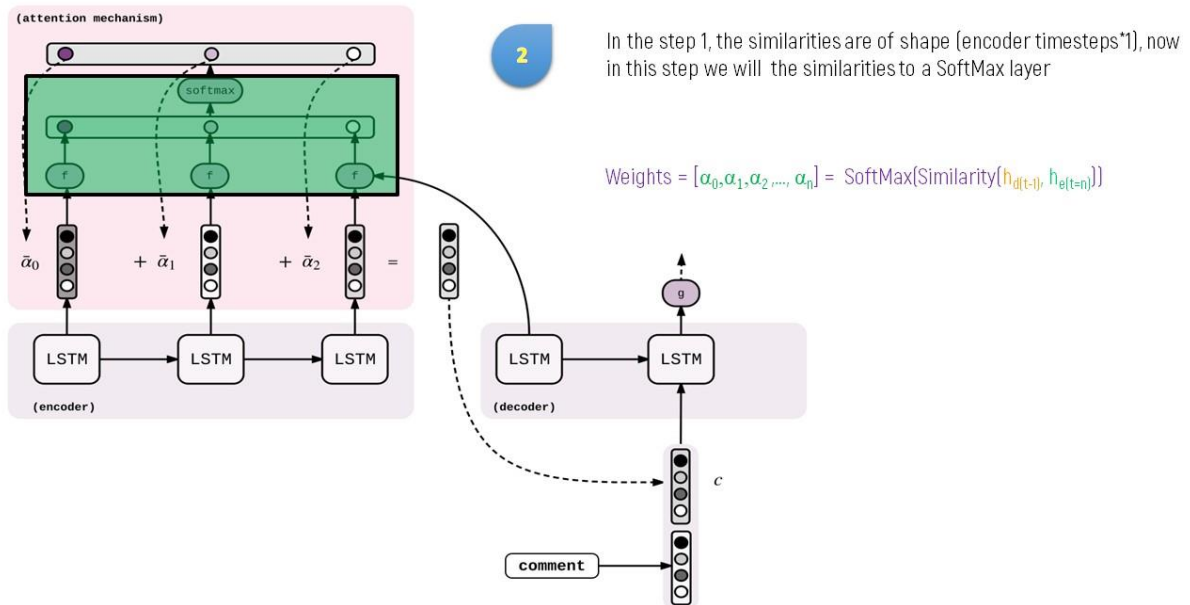 (attention mechanism)
softmax
f f f
ᾱ₀ + ᾱ₁ + ᾱ₂ =
LSTM LSTM LSTM
(encoder)
2
In the step 1, the similarities are of shape (encoder timesteps*1), now
in this step we will the similarities to a SoftMax layer
Weights = [α₀,α₁,α₂,..., αₙ] = SoftMax(Similarity(h_d(t-1), h_e(t=n)))
g
LSTM LSTM
(decoder)
c
comment